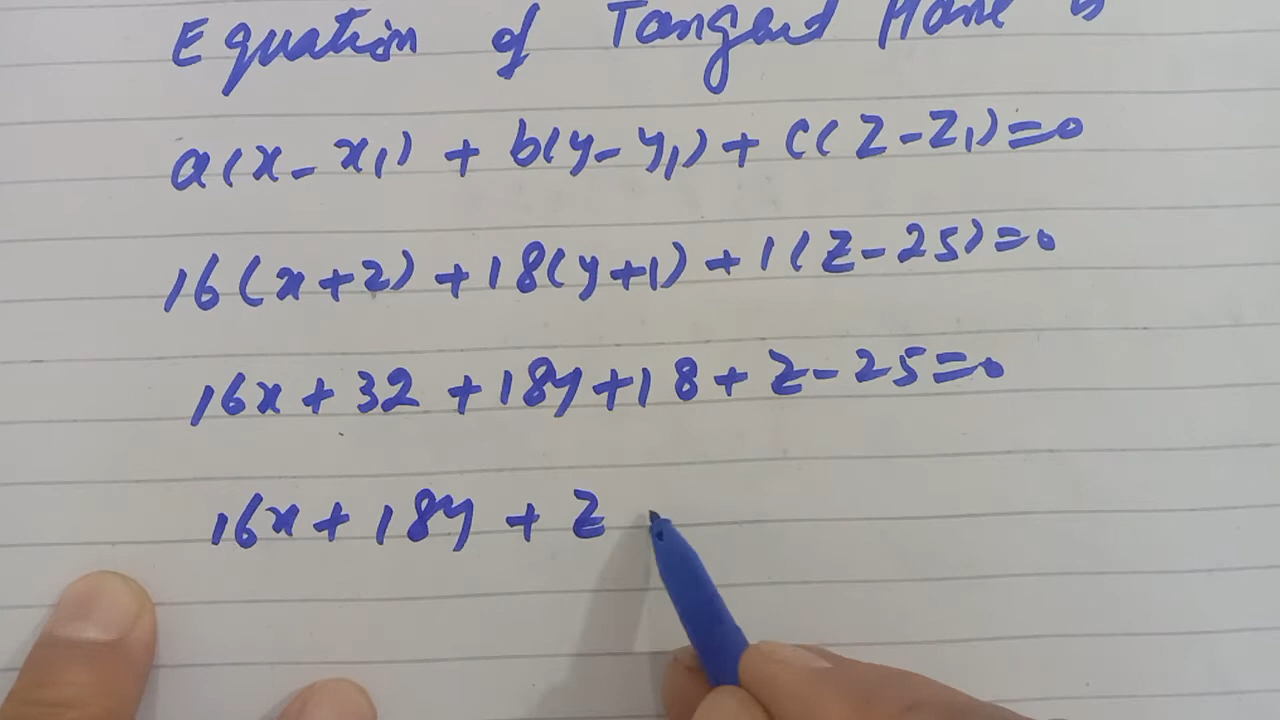 Equation of Tangent Plane is
a(x - x₁) + b(y - y₁) + c(z - z₁) = 0
16(x+2) + 18(y+1) + 1(z - 25) = 0
16x + 32 + 18y + 18 + z - 25 = 0
16x + 18y + z